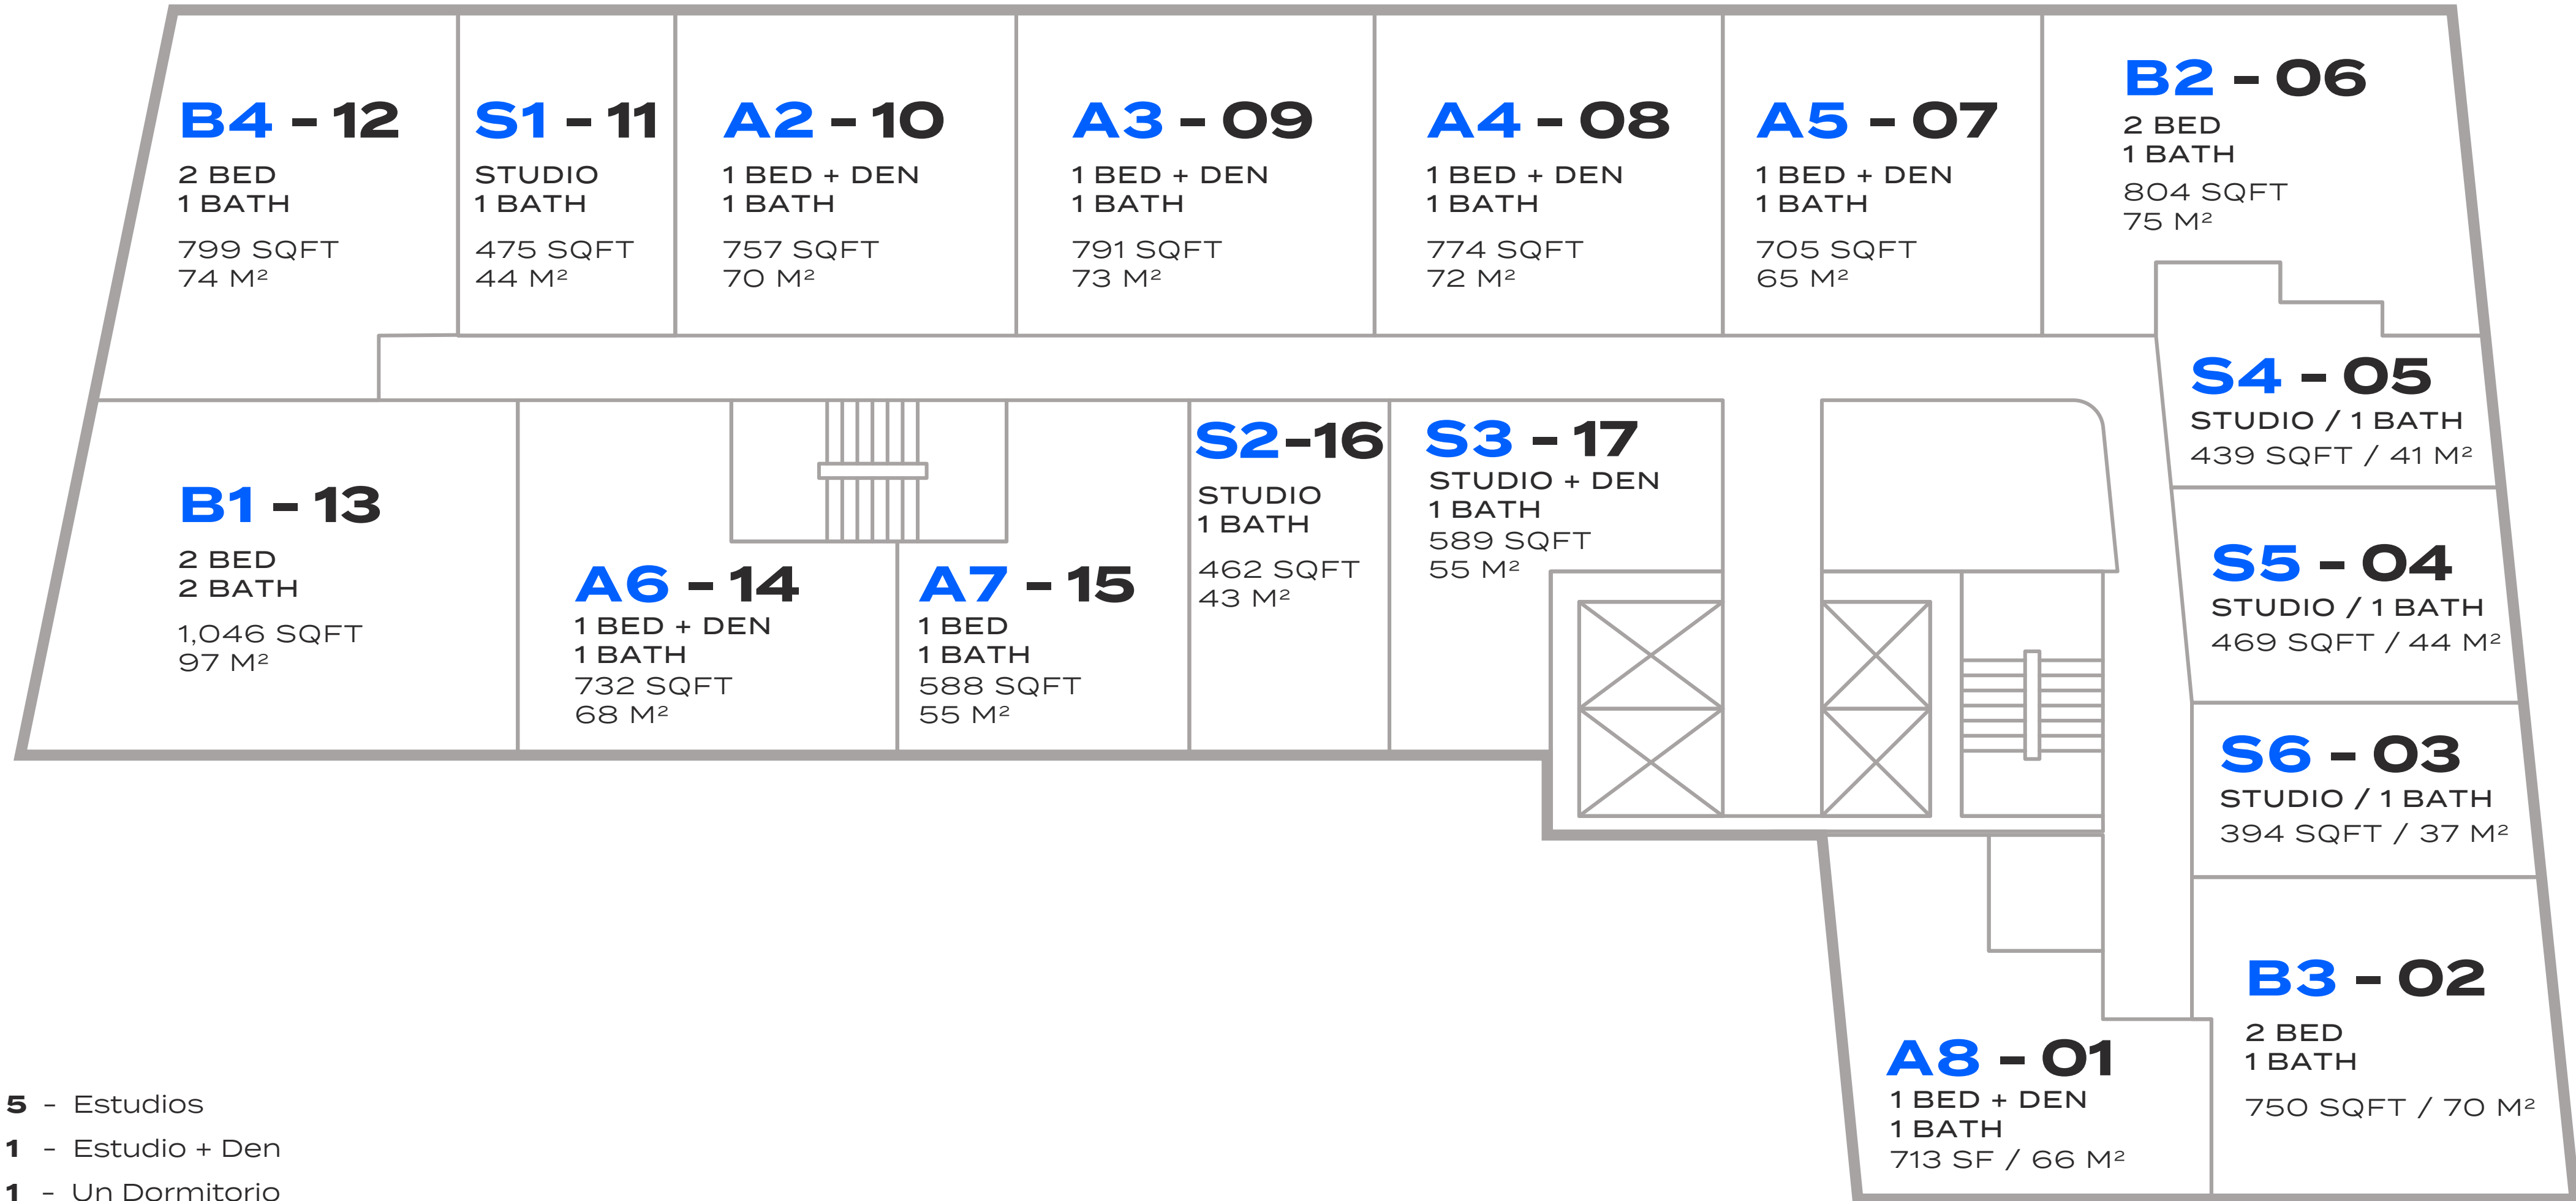 B4 - 12
2 BED
1 BATH
799 SQFT
74 M²
S1 - 11
STUDIO
1 BATH
475 SQFT
44 M²
A2 - 10
1 BED + DEN
1 BATH
757 SQFT
70 M²
A3 - 09
1 BED + DEN
1 BATH
791 SQFT
73 M²
A4 - 08
1 BED + DEN
1 BATH
774 SQFT
72 M²
A5 - 07
1 BED + DEN
1 BATH
705 SQFT
65 M²
B2 - 06
2 BED
1 BATH
804 SQFT
75 M²
S4 - 05
STUDIO / 1 BATH
439 SQFT / 41 M²
B1 - 13
2 BED
2 BATH
1,046 SQFT
97 M²
A6 - 14
1 BED + DEN
1 BATH
732 SQFT
68 M²
A7 - 15
1 BED
1 BATH
588 SQFT
55 M²
S2-16
STUDIO
1 BATH
462 SQFT
43 M²
S3 - 17
STUDIO + DEN
1 BATH
589 SQFT
55 M²
S5 - 04
STUDIO / 1 BATH
469 SQFT / 44 M²
S6 - 03
STUDIO / 1 BATH
394 SQFT / 37 M²
B3 - 02
2 BED
1 BATH
750 SQFT / 70 M²
A8 - 01
1 BED + DEN
1 BATH
713 SF / 66 M²
5 - Estudios
1 - Estudio + Den
1 - Un Dormitorio